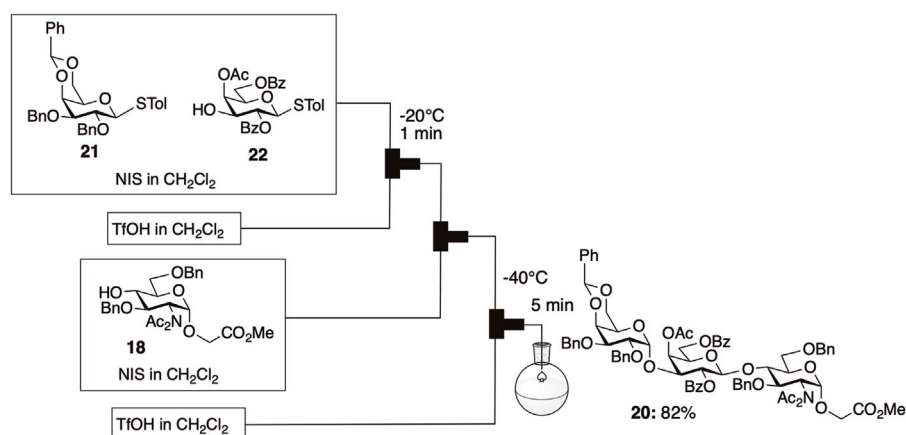 Ph
O
O
O
STol
BnO
BnO
21
OAc
OBz
O
HO
STol
BzO
22
NIS in CH2Cl2
-20°C
1 min
TfOH in CH2Cl2
OBn
HO
O
BnO
Ac2N
O
CO2Me
18
NIS in CH2Cl2
-40°C
5 min
TfOH in CH2Cl2
Ph
O
O
O
BnO
BnO
O
OAc
OBz
O
BzO
O
OBn
O
BnO
Ac2N
O
CO2Me
20: 82%